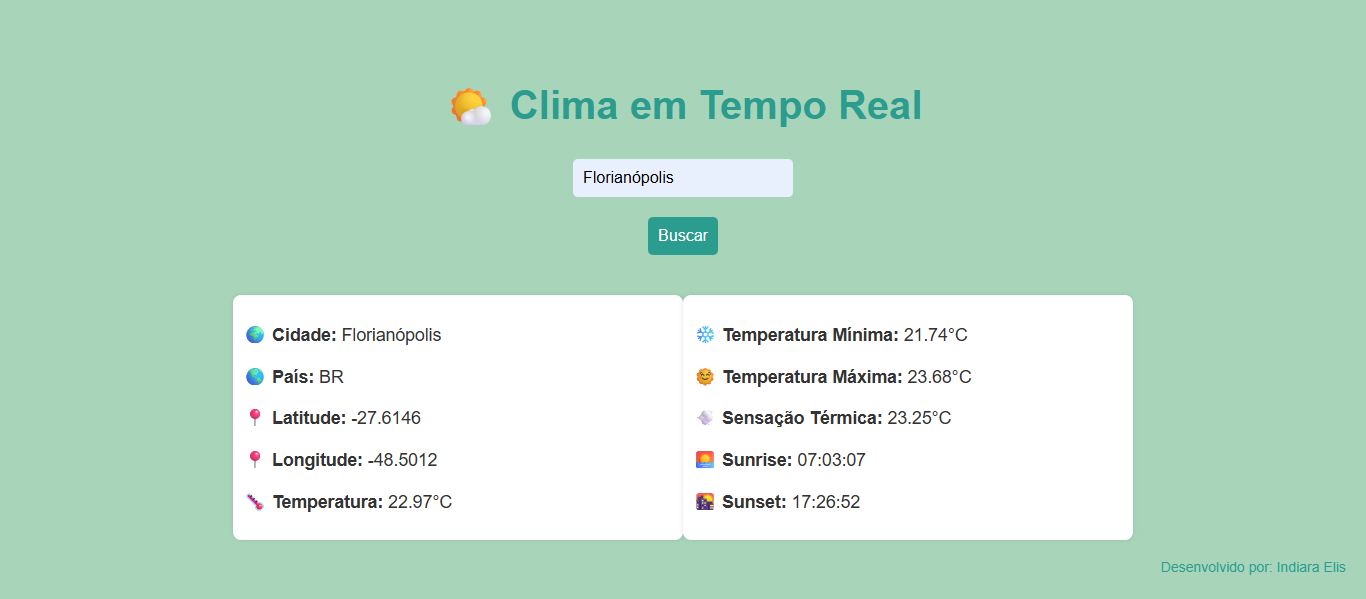 Clima em Tempo Real
Florianópolis
Buscar
Cidade: Florianópolis
País: BR
Latitude: -27.6146
Longitude: -48.5012
Temperatura: 22.97°C
Temperatura Mínima: 21.74°C
Temperatura Máxima: 23.68°C
Sensação Térmica: 23.25°C
Sunrise: 07:03:07
Sunset: 17:26:52
Desenvolvido por: Indiara Elis